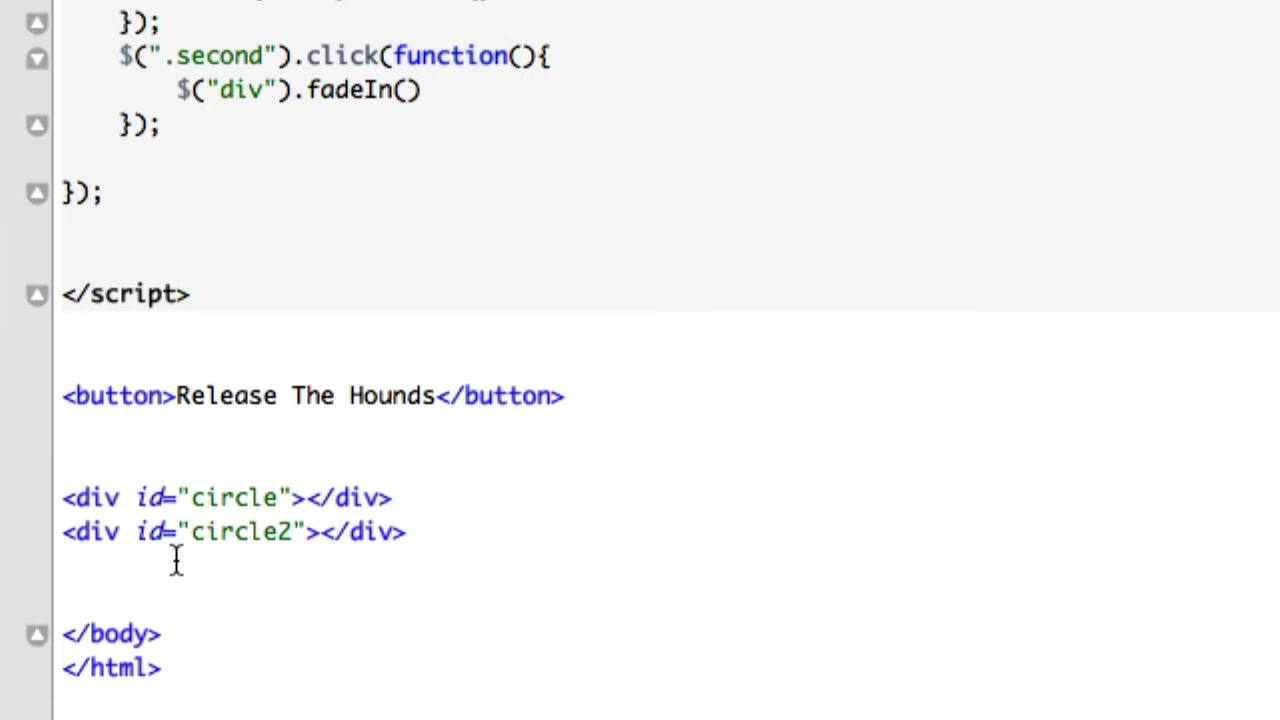 });
$(".second").click(function(){
$("div").fadeIn()
});
});
</script>
<button>Release The Hounds</button>
<div id="circle"></div>
<div id="circle2"></div>
</body>
</html>